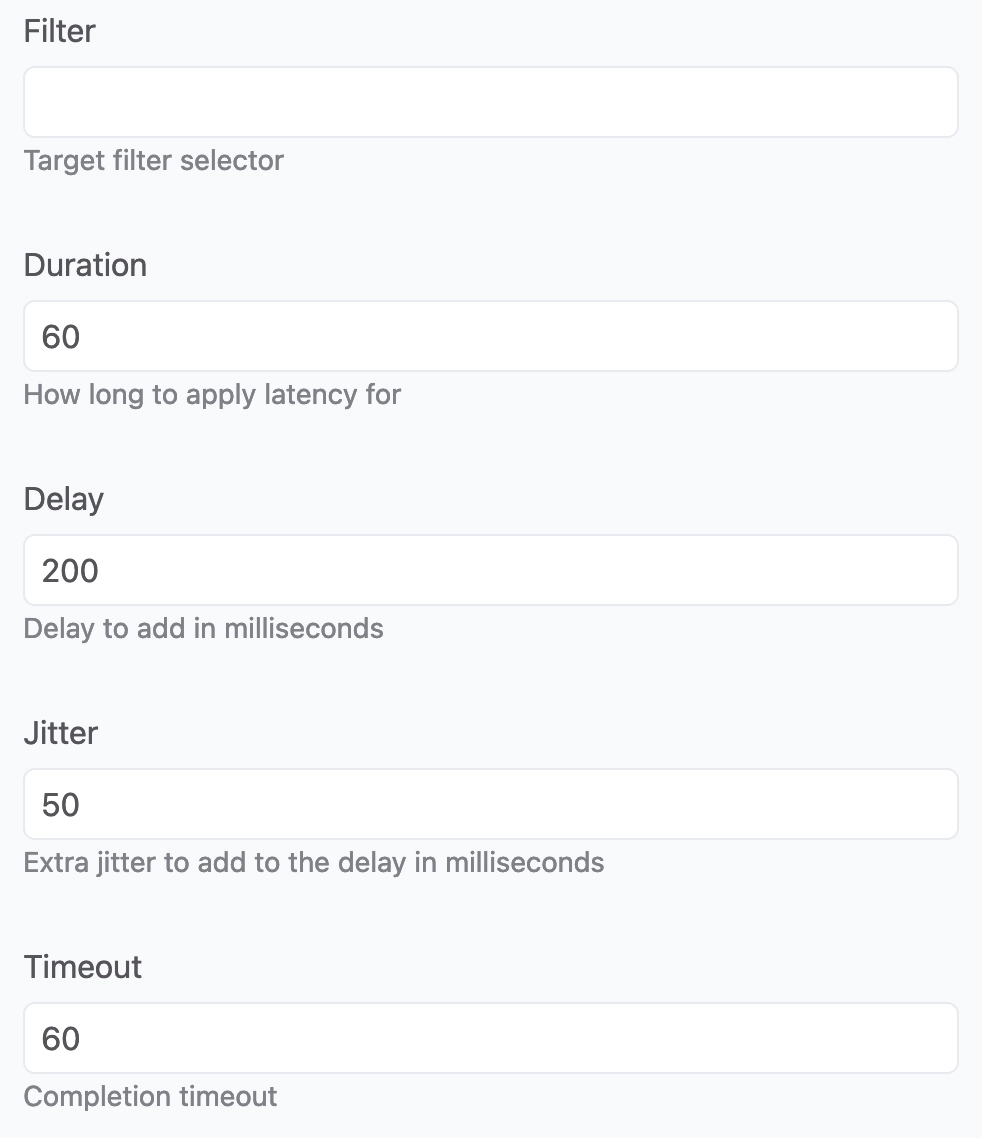 Filter
Target filter selector
Duration
60
How long to apply latency for
Delay
200
Delay to add in milliseconds
Jitter
50
Extra jitter to add to the delay in milliseconds
Timeout
60
Completion timeout